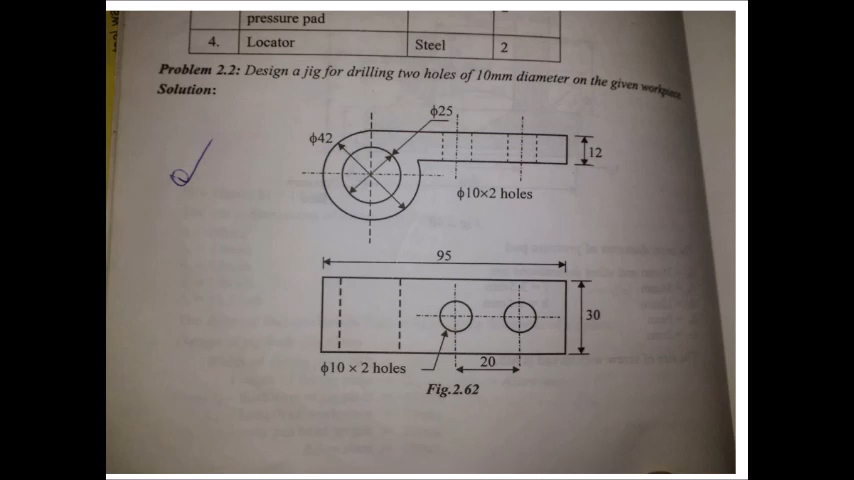 pressure pad
4. Locator Steel 2
Problem 2.2: Design a jig for drilling two holes of 10mm diameter on the given workpiece
Solution:
ϕ25
ϕ42
12
ϕ10×2 holes
95
30
ϕ10 × 2 holes
20
Fig.2.62